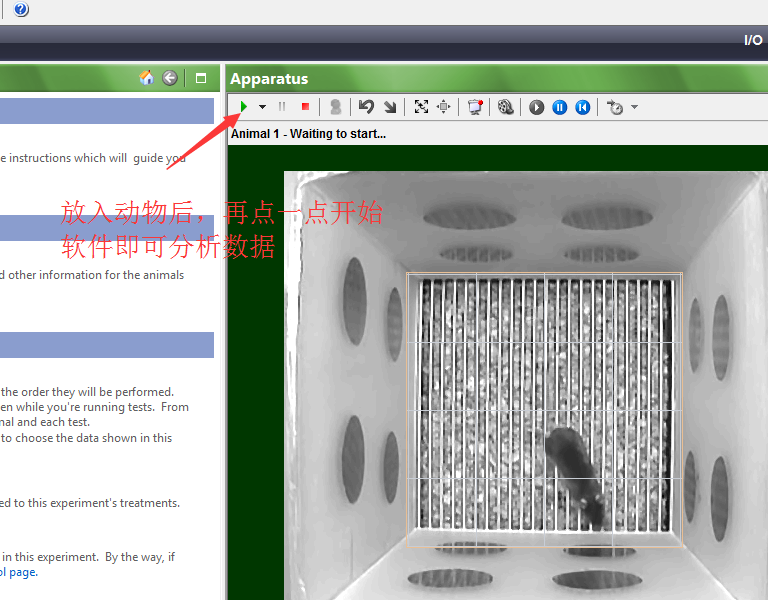 I/O
Apparatus
Animal 1 - Waiting to start...
e instructions which will guide you
放入动物后，再点一点开始
软件即可分析数据
d other information for the animals
the order they will be performed.
en while you're running tests. From
nal and each test.
to choose the data shown in this
ed to this experiment's treatments.
in this experiment. By the way, if
ol page.